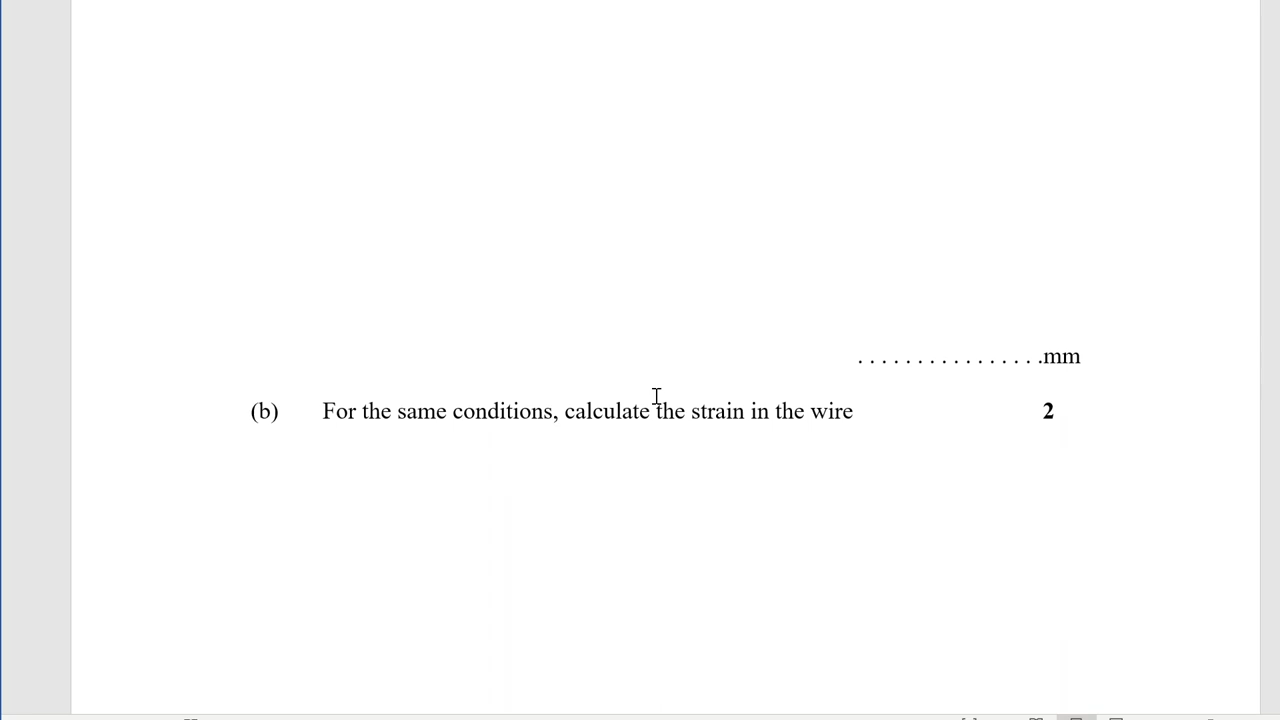 . . . . . . . . . . . . . . . .mm
(b) For the same conditions, calculate the strain in the wire 2